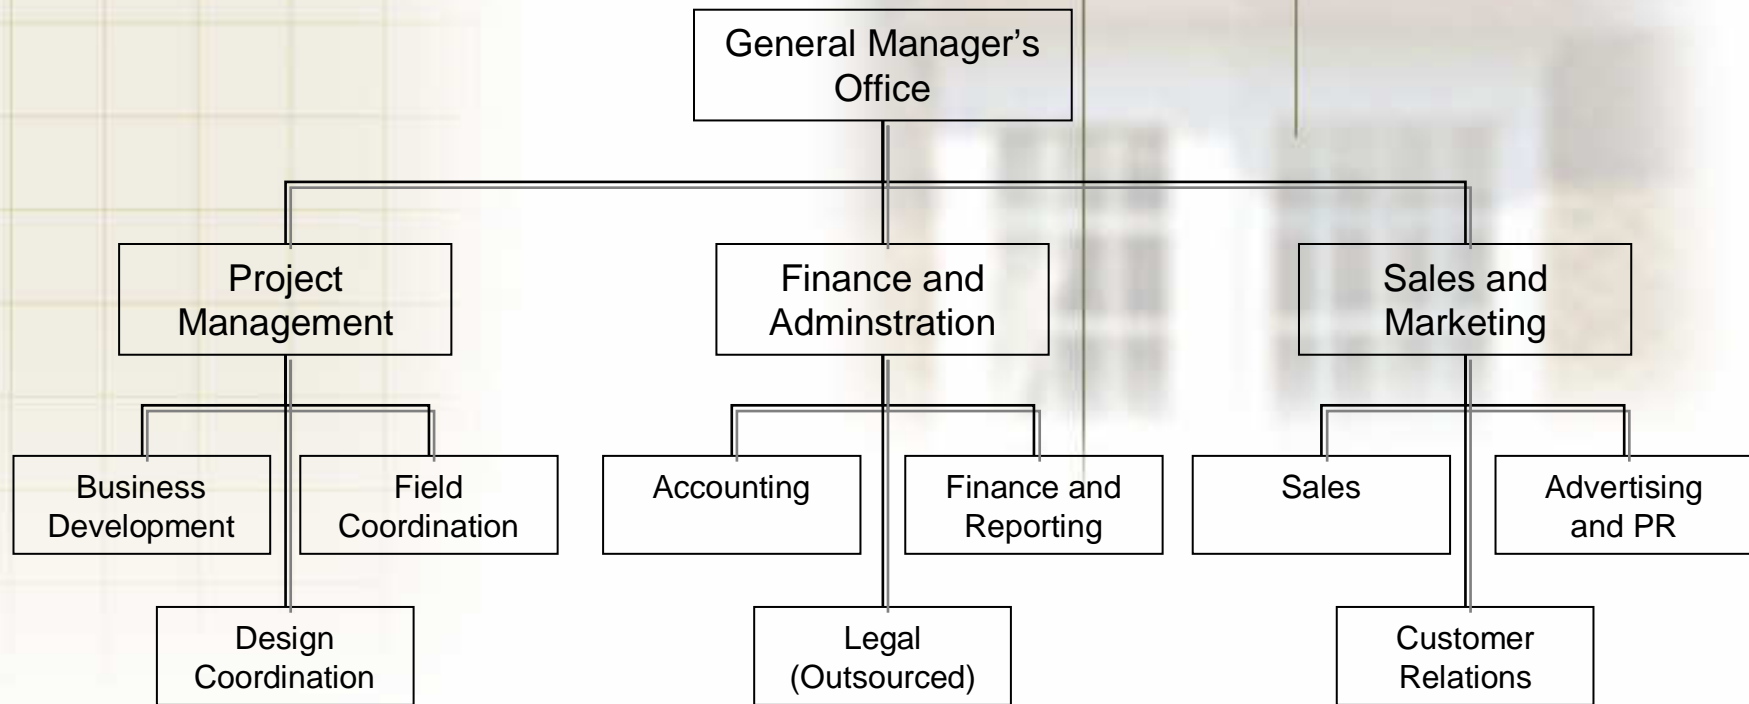 General Manager’s
Office
Project
Management
Finance and
Adminstration
Sales and
Marketing
Business
Development
Field
Coordination
Accounting
Finance and
Reporting
Sales
Advertising
and PR
Design
Coordination
Legal
(Outsourced)
Customer
Relations